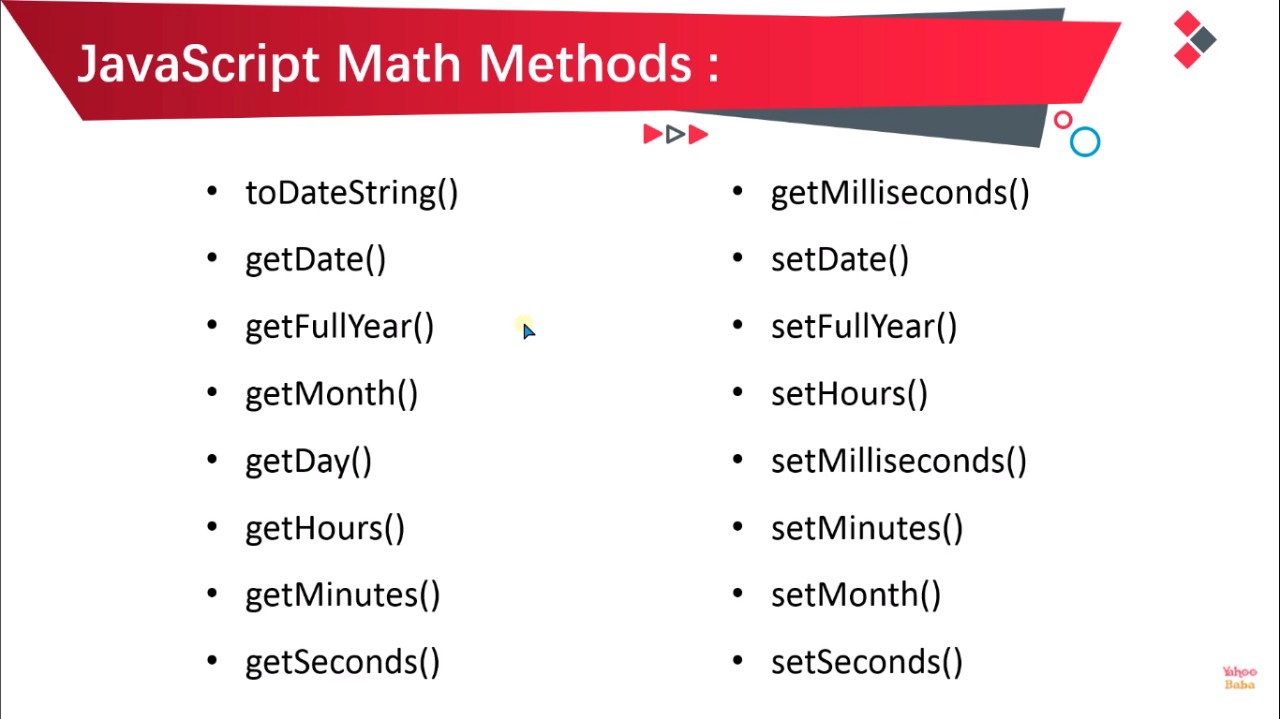 JavaScript Math Methods :
• toDateString()
• getDate()
• getFullYear()
• getMonth()
• getDay()
• getHours()
• getMinutes()
• getSeconds()
• getMilliseconds()
• setDate()
• setFullYear()
• setHours()
• setMilliseconds()
• setMinutes()
• setMonth()
• setSeconds()
Yahoo
Baba